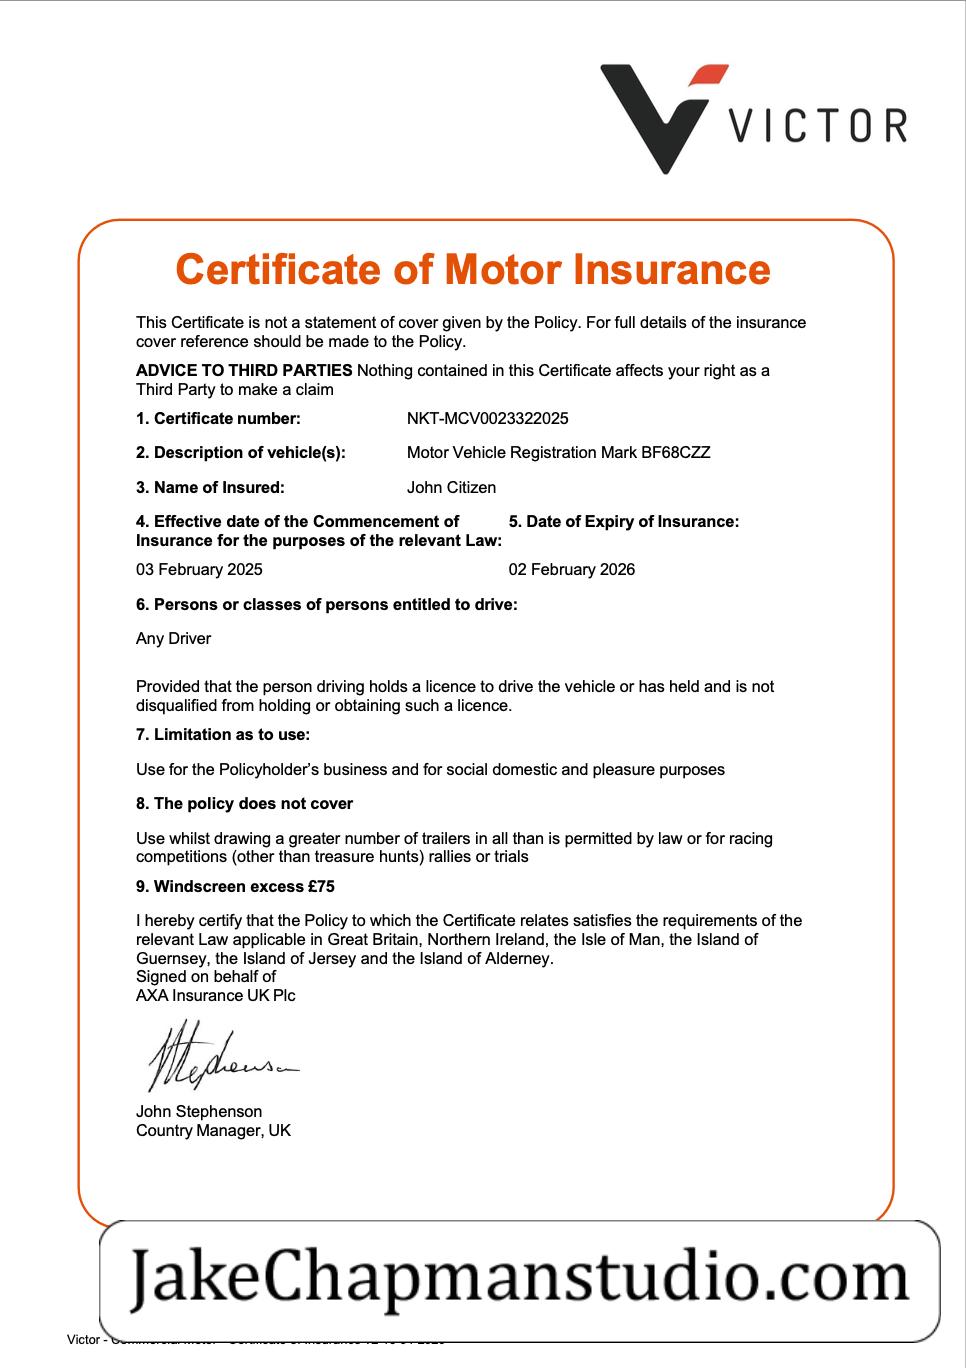 VICTOR
Certificate of Motor Insurance
This Certificate is not a statement of cover given by the Policy. For full details of the insurance
cover reference should be made to the Policy.
ADVICE TO THIRD PARTIES Nothing contained in this Certificate affects your right as a
Third Party to make a claim
1. Certificate number: NKT-MCV0023322025
2. Description of vehicle(s): Motor Vehicle Registration Mark BF68CZZ
3. Name of Insured: John Citizen
4. Effective date of the Commencement of 5. Date of Expiry of Insurance:
Insurance for the purposes of the relevant Law:
03 February 2025 02 February 2026
6. Persons or classes of persons entitled to drive:
Any Driver
Provided that the person driving holds a licence to drive the vehicle or has held and is not
disqualified from holding or obtaining such a licence.
7. Limitation as to use:
Use for the Policyholder’s business and for social domestic and pleasure purposes
8. The policy does not cover
Use whilst drawing a greater number of trailers in all than is permitted by law or for racing
competitions (other than treasure hunts) rallies or trials
9. Windscreen excess £75
I hereby certify that the Policy to which the Certificate relates satisfies the requirements of the
relevant Law applicable in Great Britain, Northern Ireland, the Isle of Man, the Island of
Guernsey, the Island of Jersey and the Island of Alderney.
Signed on behalf of
AXA Insurance UK Plc
John Stephenson
Country Manager, UK
JakeChapmanstudio.com
Victor -